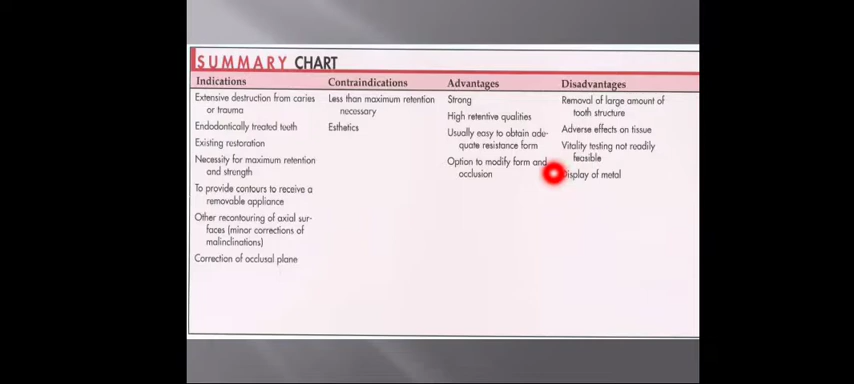 SUMMARY CHART
Indications
Extensive destruction from caries
or trauma
Endodontically treated teeth
Existing restoration
Necessity for maximum retention
and strength
To provide contours to receive a
removable appliance
Other recontouring of axial sur-
faces (minor corrections of
malinclinations)
Correction of occlusal plane
Contraindications
Less than maximum retention
necessary
Esthetics
Advantages
Strong
High retentive qualities
Usually easy to obtain ade-
quate resistance form
Option to modify form and
occlusion
Disadvantages
Removal of large amount of
tooth structure
Adverse effects on tissue
Vitality testing not readily
feasible
Display of metal